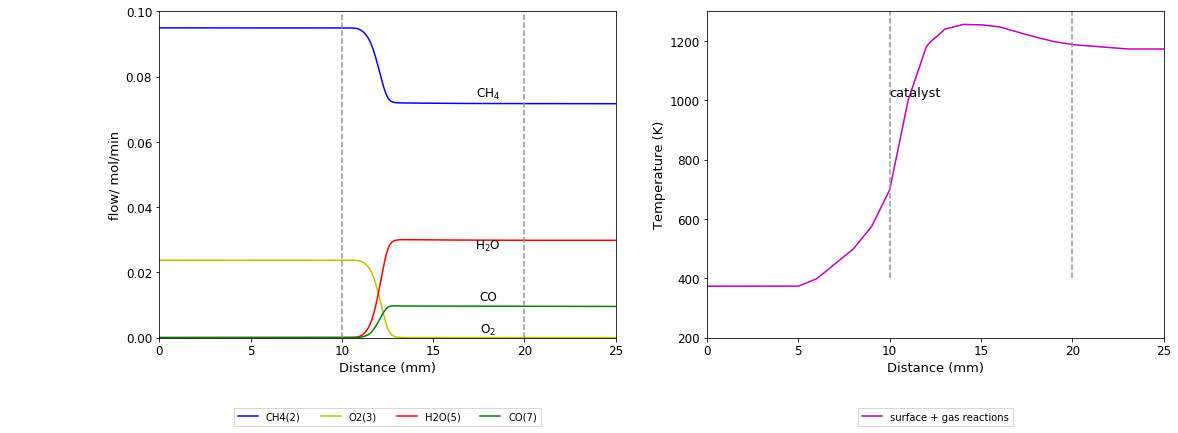 0.10
0.08
0.06
0.04
0.02
0.00
flow/ mol/min
CH₄
H₂O
CO
O₂
0 5 10 15 20 25
Distance (mm)
CH4(2) O2(3) H2O(5) CO(7)
1200
1000
800
600
400
200
Temperature (K)
catalyst
0 5 10 15 20 25
Distance (mm)
surface + gas reactions